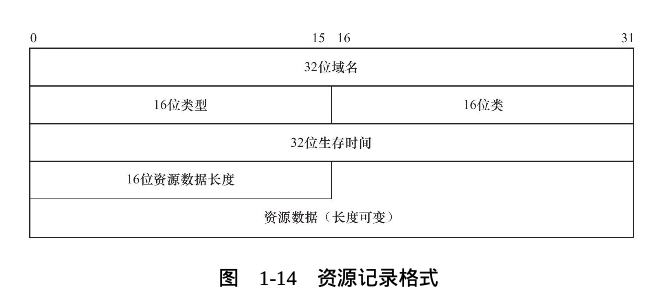 0 15 16 31
32位域名
16位类型 16位类
32位生存时间
16位资源数据长度
资源数据（长度可变）
图 1-14 资源记录格式